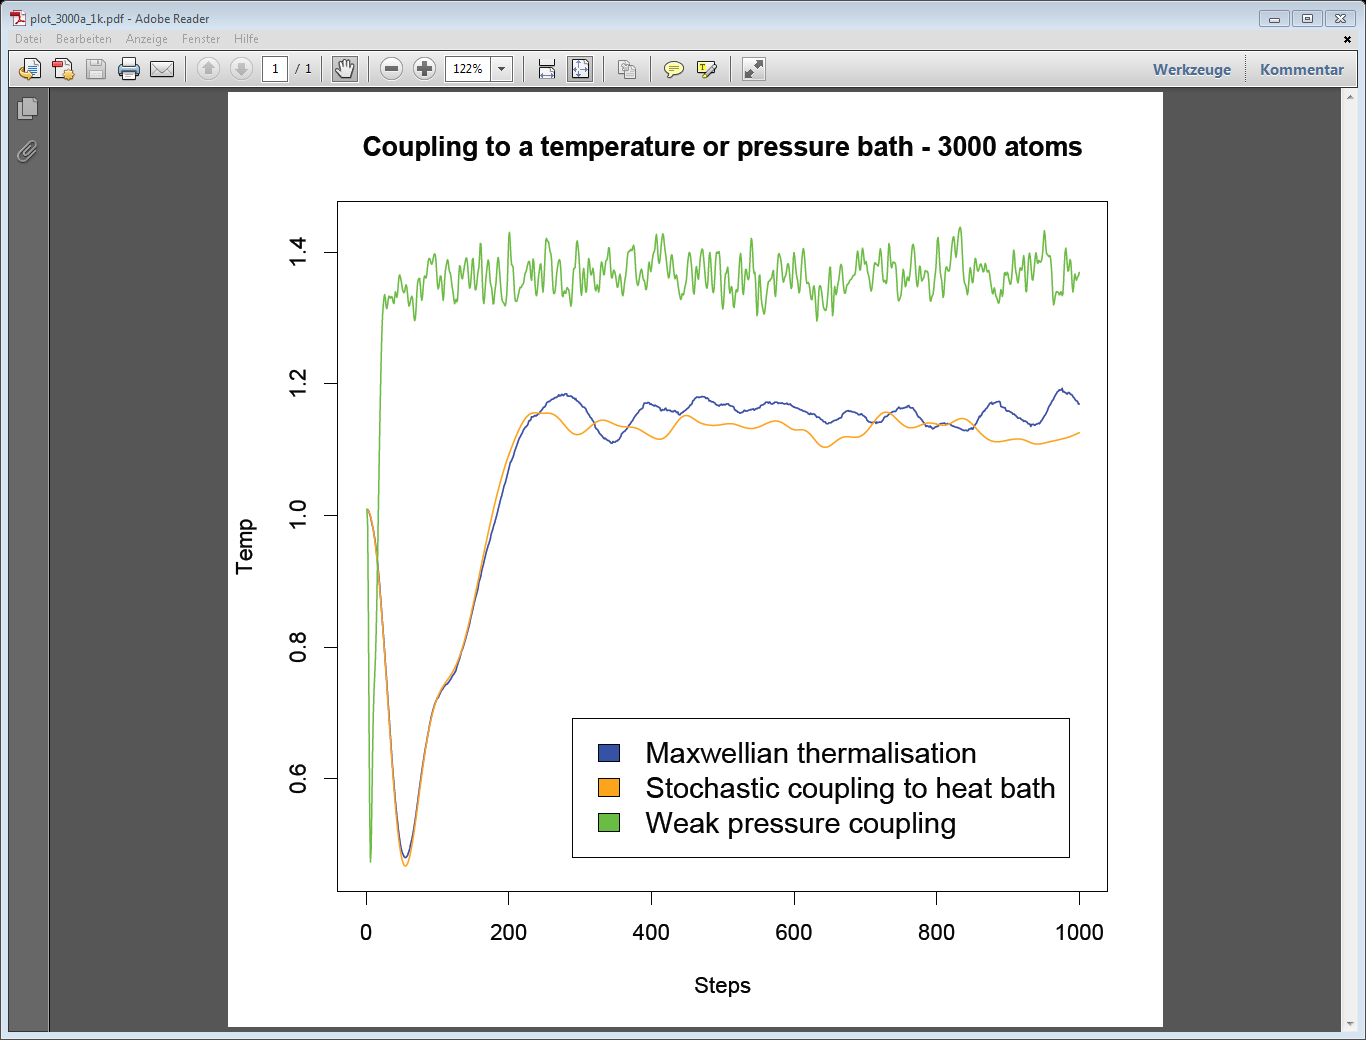 plot_3000a_1k.pdf - Adobe Reader
Datei Bearbeiten Anzeige Fenster Hilfe
1 / 1 122% Werkzeuge Kommentar
Coupling to a temperature or pressure bath - 3000 atoms
1.4
1.2
1.0
0.8
0.6
Temp
Maxwellian thermalisation
Stochastic coupling to heat bath
Weak pressure coupling
0 200 400 600 800 1000
Steps